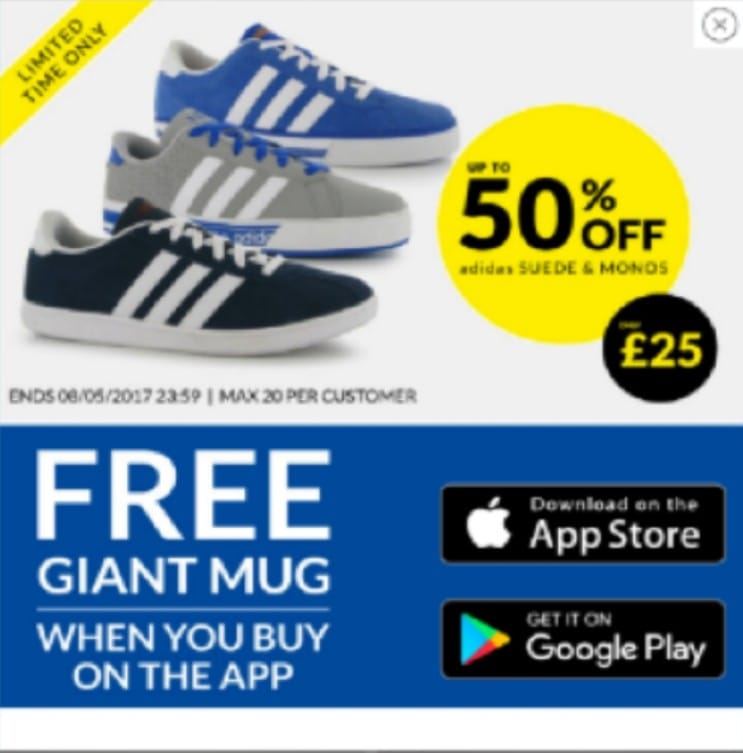 LIMITED
TIME ONLY
UP TO
50% OFF
adidas SUEDE & MONOS
ONLY
£25
adidas
ENDS 08/05/2017 23:59 | MAX 20 PER CUSTOMER
FREE
GIANT MUG
WHEN YOU BUY
ON THE APP
Download on the
App Store
GET IT ON
Google Play